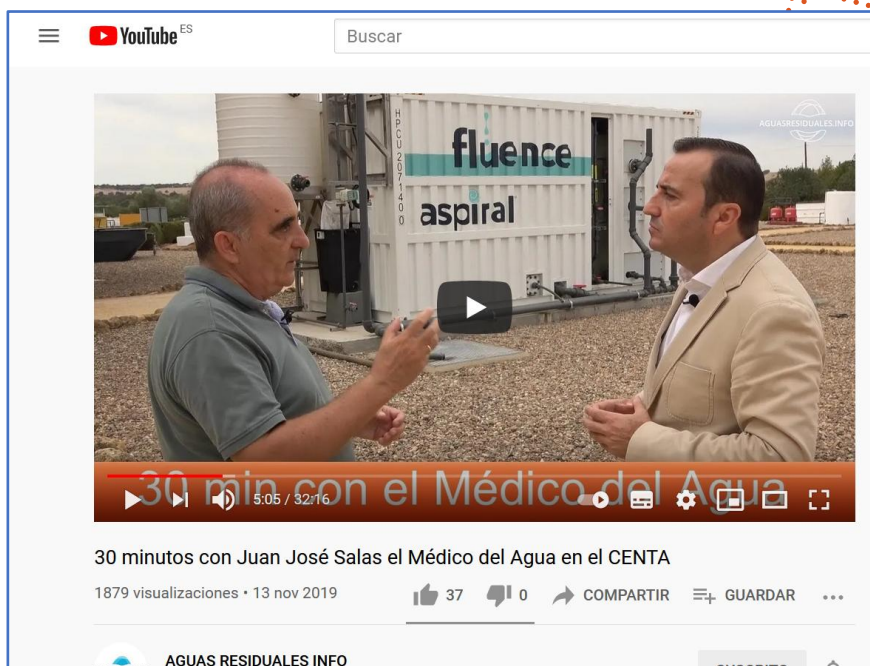 YouTube ES
Buscar
AGUASRESIDUALES.INFO
HPCU 207140 0
fluence
aspiral
30 min con el Médico del Agua
5:05 / 32:16
30 minutos con Juan José Salas el Médico del Agua en el CENTA
1879 visualizaciones • 13 nov 2019
37
0
COMPARTIR
GUARDAR
AGUAS RESIDUALES INFO